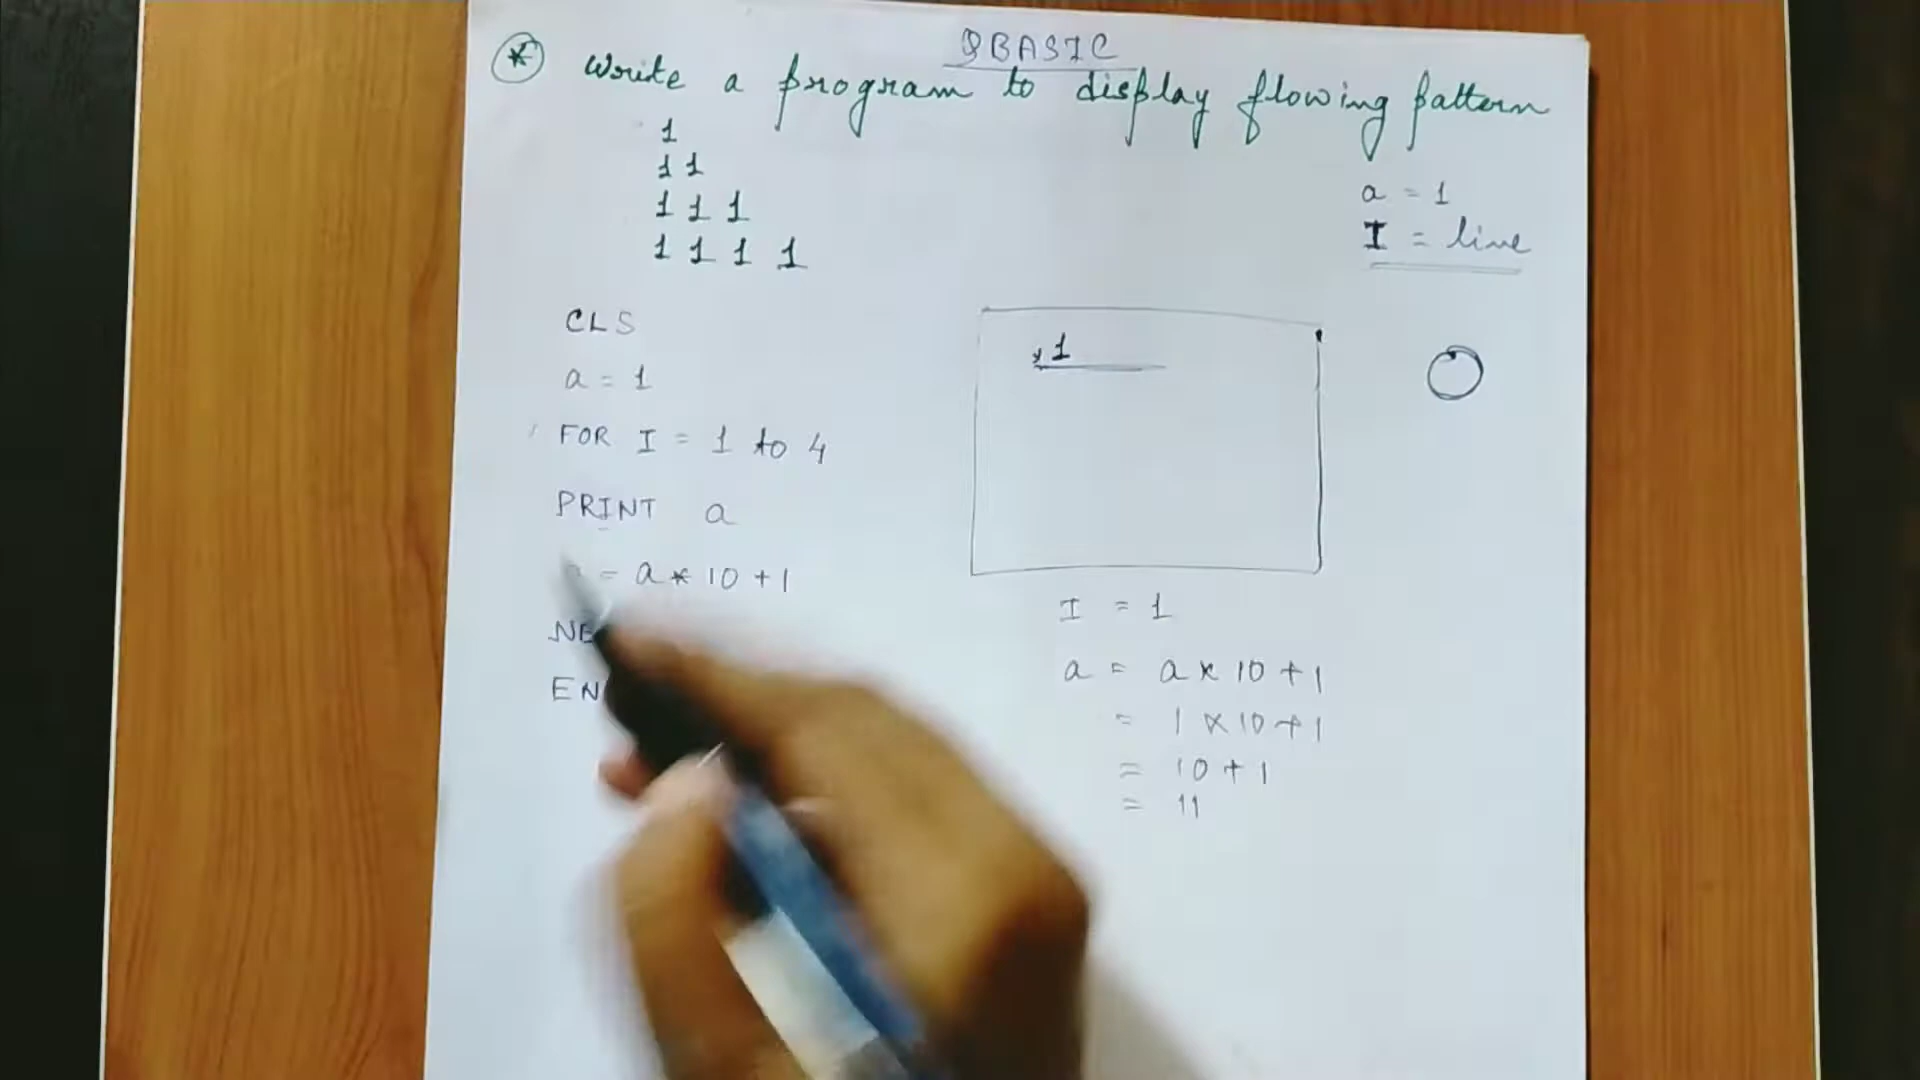 QBASIC
* Write a program to display flowing pattern
1
1 1
1 1 1
1 1 1 1
a = 1
I = line
CLS
a = 1
FOR I = 1 to 4
PRINT a
= a * 10 + 1
1
I = 1
a = a x 10 + 1
= 1 x 10 + 1
= 10 + 1
= 11